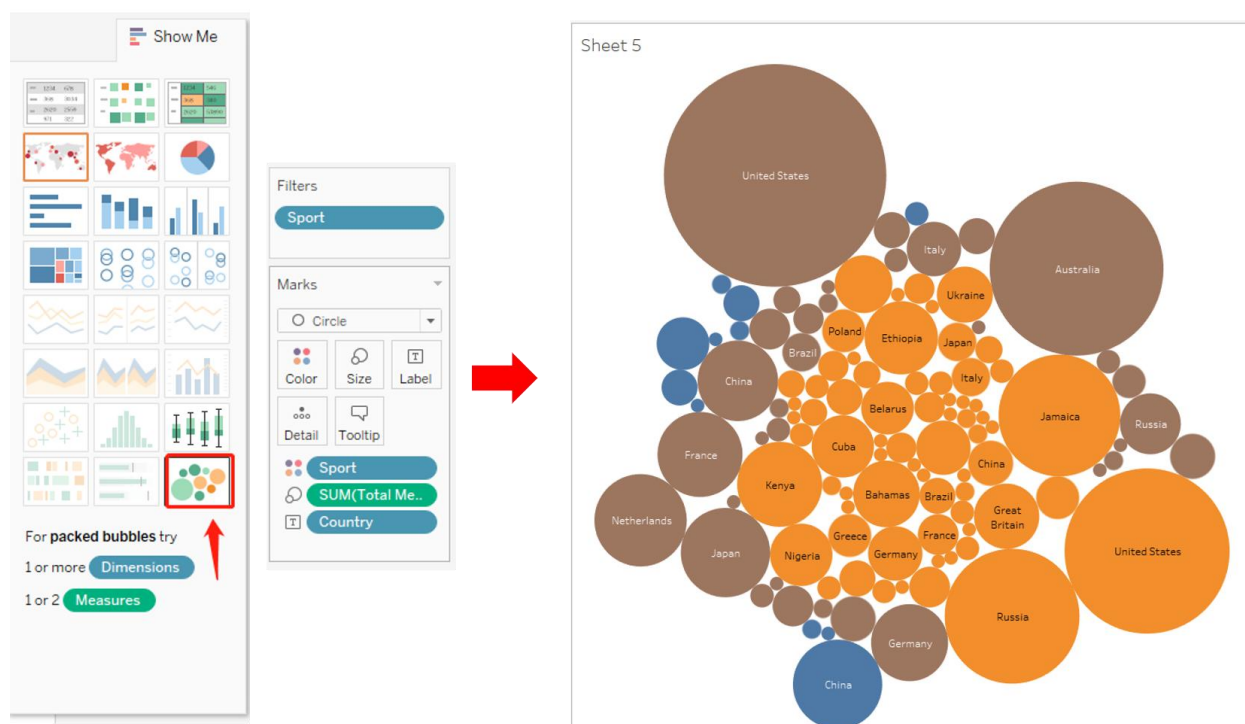 Show Me
For packed bubbles try
1 or more Dimensions
1 or 2 Measures
Filters
Sport
Marks
Circle
Color Size Label
Detail Tooltip
Sport
SUM(Total Me..
Country
Sheet 5
United States
Italy
Australia
Ukraine
Poland
Ethiopia
Japan
Brazil
China
Italy
Belarus
Jamaica
Russia
Cuba
France
China
Kenya
Bahamas
Brazil
Great
Britain
Netherlands
Greece
France
Japan
Nigeria
Germany
United States
Russia
Germany
China